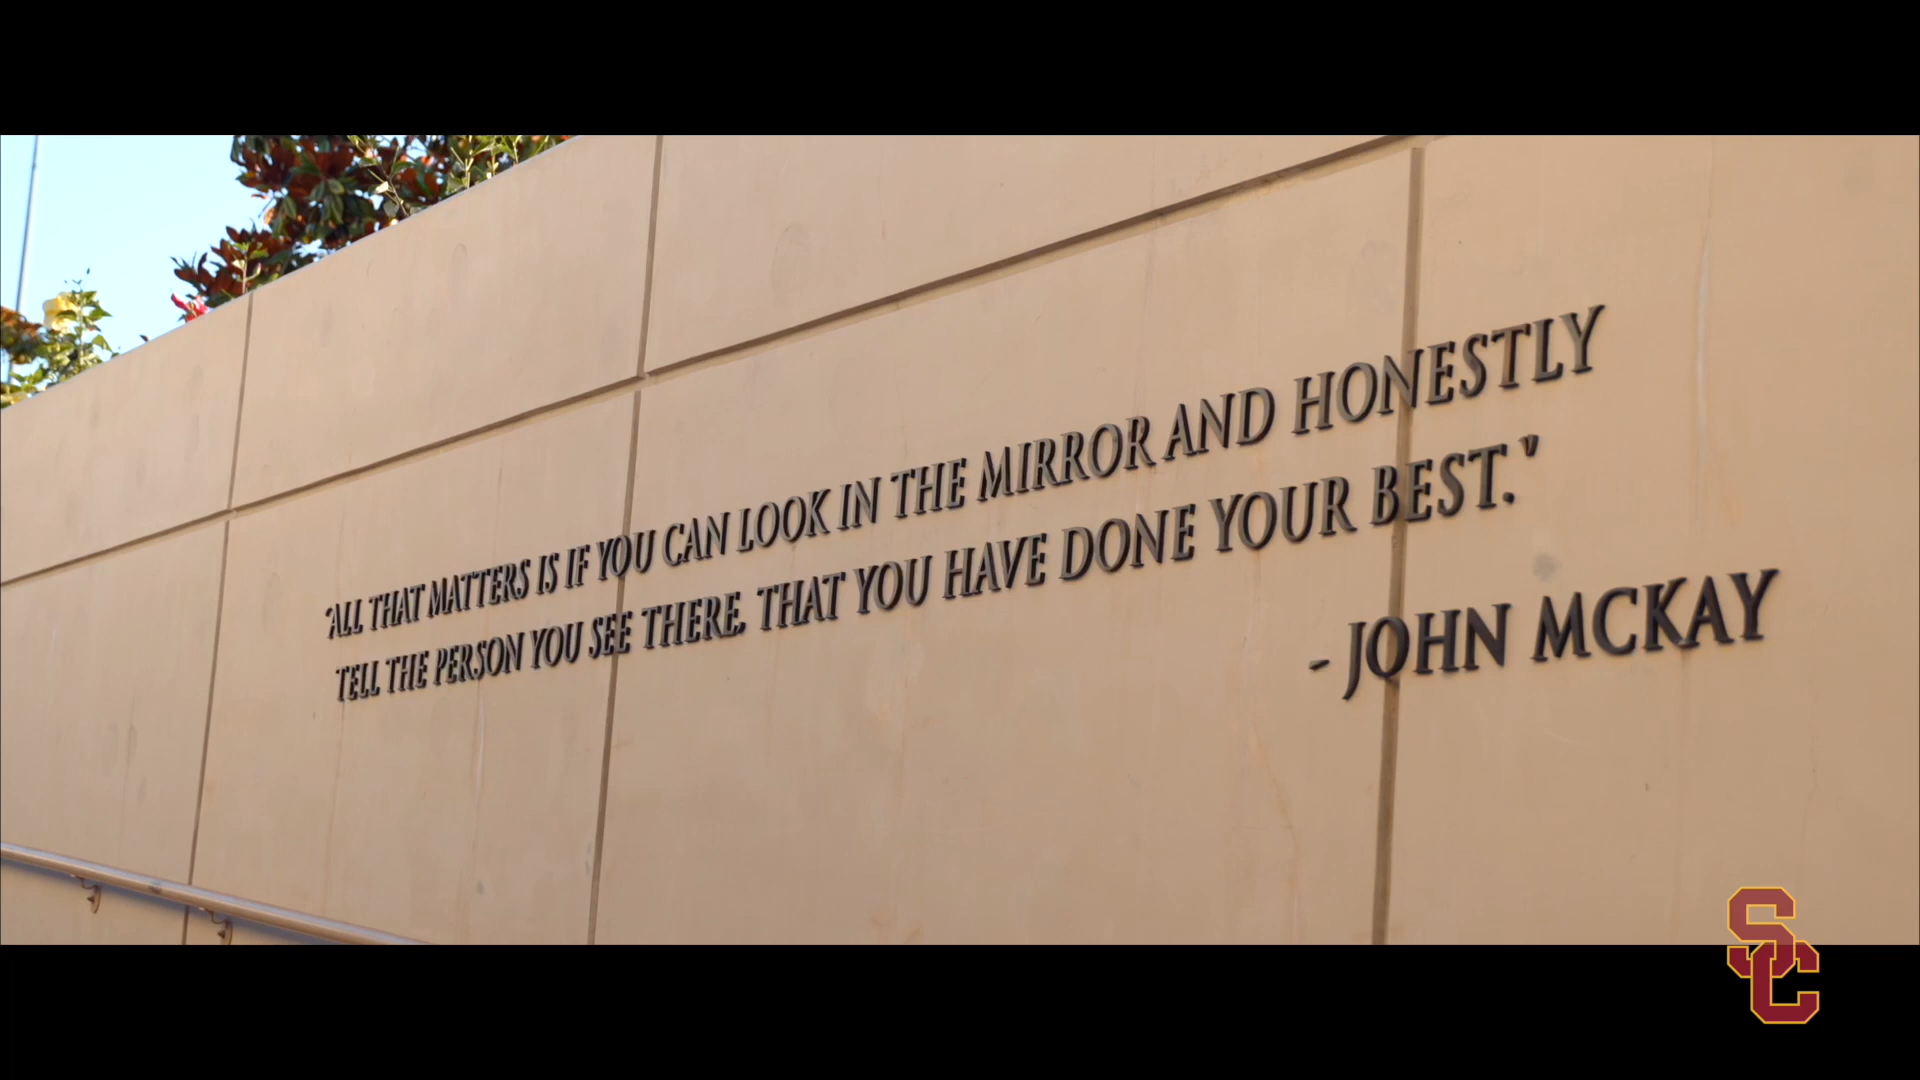 "ALL THAT MATTERS IS IF YOU CAN LOOK IN THE MIRROR AND HONESTLY
TELL THE PERSON YOU SEE THERE, THAT YOU HAVE DONE YOUR BEST."
- JOHN MCKAY
SC